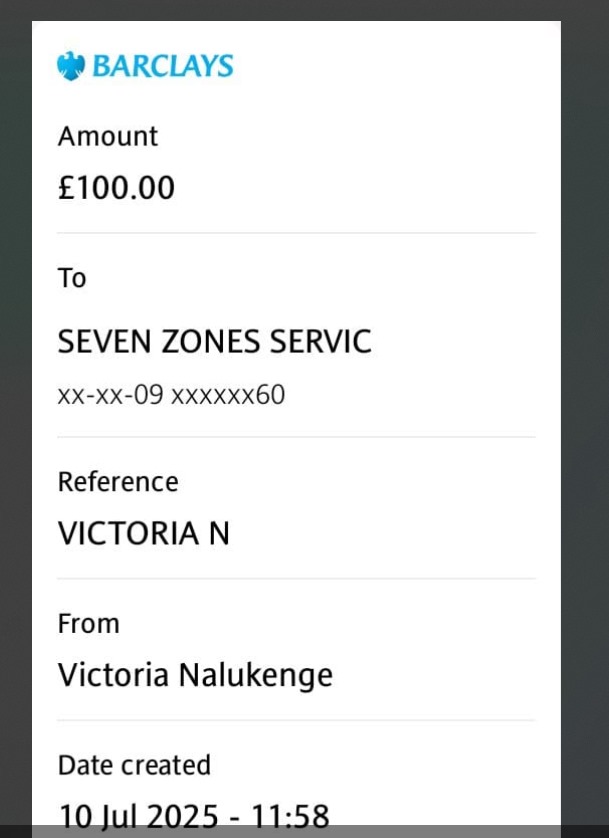 BARCLAYS
Amount
£100.00
To
SEVEN ZONES SERVIC
xx-xx-09 xxxxxx60
Reference
VICTORIA N
From
Victoria Nalukenge
Date created
10 Jul 2025 - 11:58